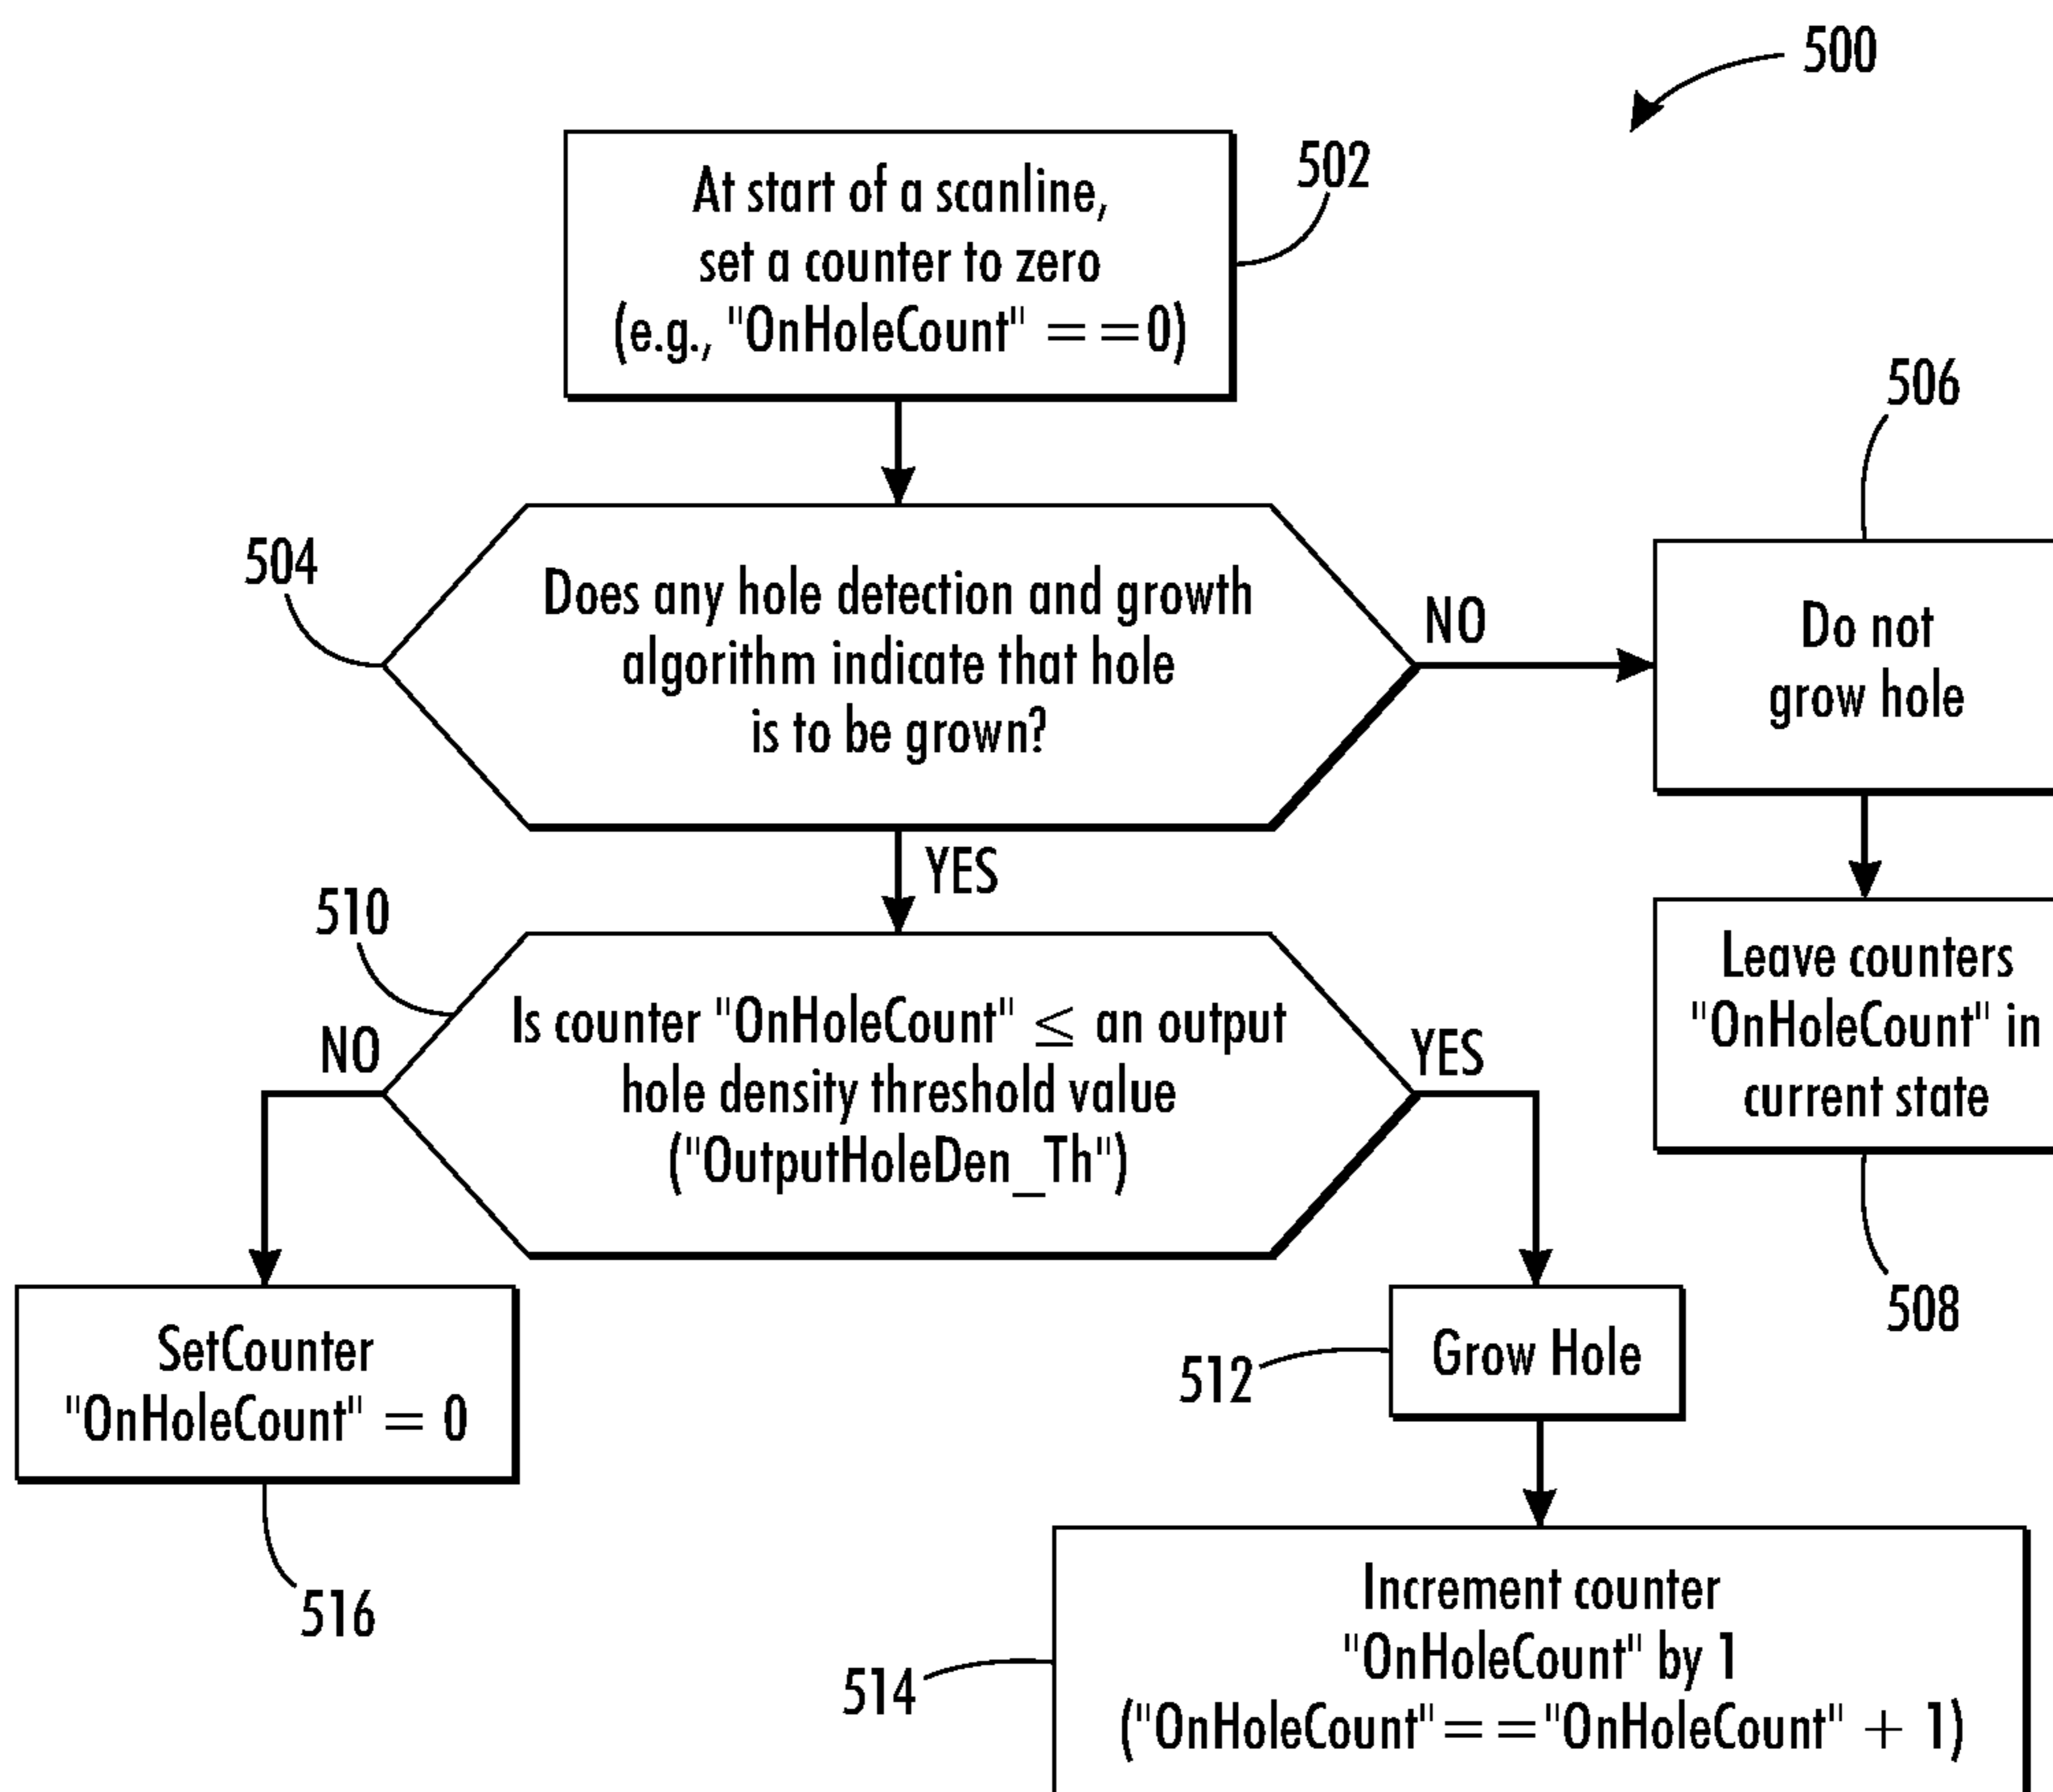 500
At start of a scanline,
set a counter to zero
(e.g., "OnHoleCount" ==0)
502
504
Does any hole detection and growth
algorithm indicate that hole
is to be grown?
NO
506
Do not
grow hole
YES
510
Is counter "OnHoleCount" ≤ an output
hole density threshold value
("OutputHoleDen_Th")
NO
YES
Leave counters
"OnHoleCount" in
current state
508
SetCounter
"OnHoleCount" = 0
516
512
Grow Hole
514
Increment counter
"OnHoleCount" by 1
("OnHoleCount"=="OnHoleCount" + 1)